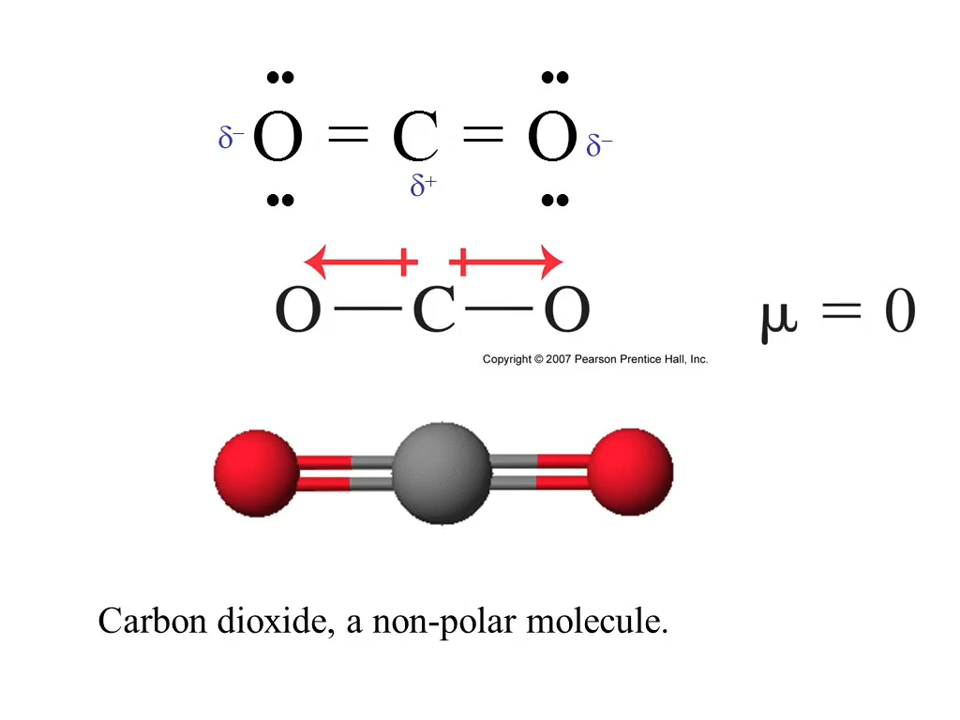 δ⁻ O = C = O δ⁻
δ⁺
O — C — O
μ = 0
Copyright © 2007 Pearson Prentice Hall, Inc.
Carbon dioxide, a non-polar molecule.